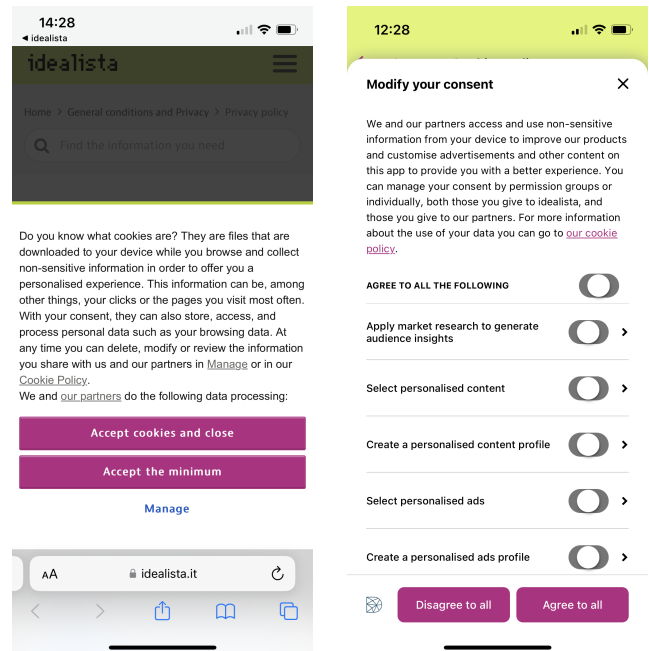 14:28
◀ idealista
idealista
Home > General conditions and Privacy > Privacy policy
Find the information you need
Do you know what cookies are? They are files that are
downloaded to your device while you browse and collect
non-sensitive information in order to offer you a
personalised experience. This information can be, among
other things, your clicks or the pages you visit most often.
With your consent, they can also store, access, and
process personal data such as your browsing data. At
any time you can delete, modify or review the information
you share with us and our partners in Manage or in our
Cookie Policy.
We and our partners do the following data processing:
Accept cookies and close
Accept the minimum
Manage
AA
idealista.it
12:28
Modify your consent
We and our partners access and use non-sensitive
information from your device to improve our products
and customise advertisements and other content on
this app to provide you with a better experience. You
can manage your consent by permission groups or
individually, both those you give to idealista, and
those you give to our partners. For more information
about the use of your data you can go to our cookie
policy.
AGREE TO ALL THE FOLLOWING
Apply market research to generate
audience insights
Select personalised content
Create a personalised content profile
Select personalised ads
Create a personalised ads profile
Disagree to all
Agree to all